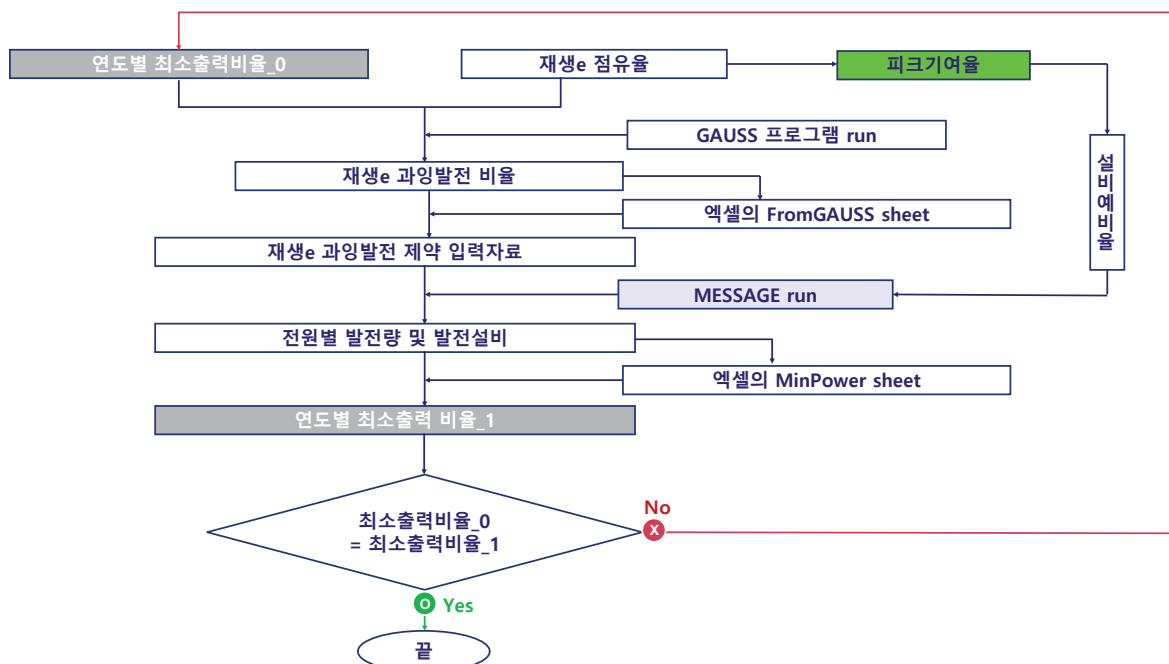 연도별 최소출력비율_0
재생e 점유율
피크기여율
GAUSS 프로그램 run
설비예비율
재생e 과잉발전 비율
엑셀의 FromGAUSS sheet
재생e 과잉발전 제약 입력자료
MESSAGE run
전원별 발전량 및 발전설비
엑셀의 MinPower sheet
연도별 최소출력 비율_1
최소출력비율_0
= 최소출력비율_1
No
X
O Yes
끝